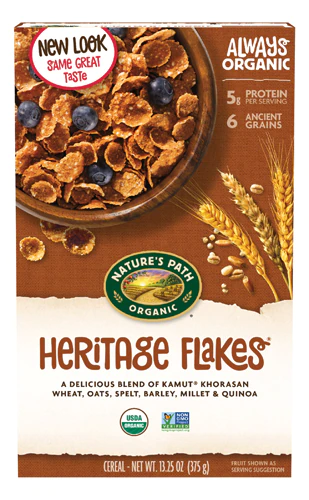 NEW LOOK
SAME GREAT
TASTE
ALWAYS
ORGANIC
5g PROTEIN
PER SERVING
6 ANCIENT
GRAINS
NATURE'S PATH
ORGANIC
HERITAGE FLAKES
A DELICIOUS BLEND OF KAMUT® KHORASAN
WHEAT, OATS, SPELT, BARLEY, MILLET & QUINOA
USDA
ORGANIC
NON
GMO
Project
VERIFIED
CEREAL - NET WT. 13.25 OZ (375 g)
FRUIT SHOWN AS
SERVING SUGGESTION